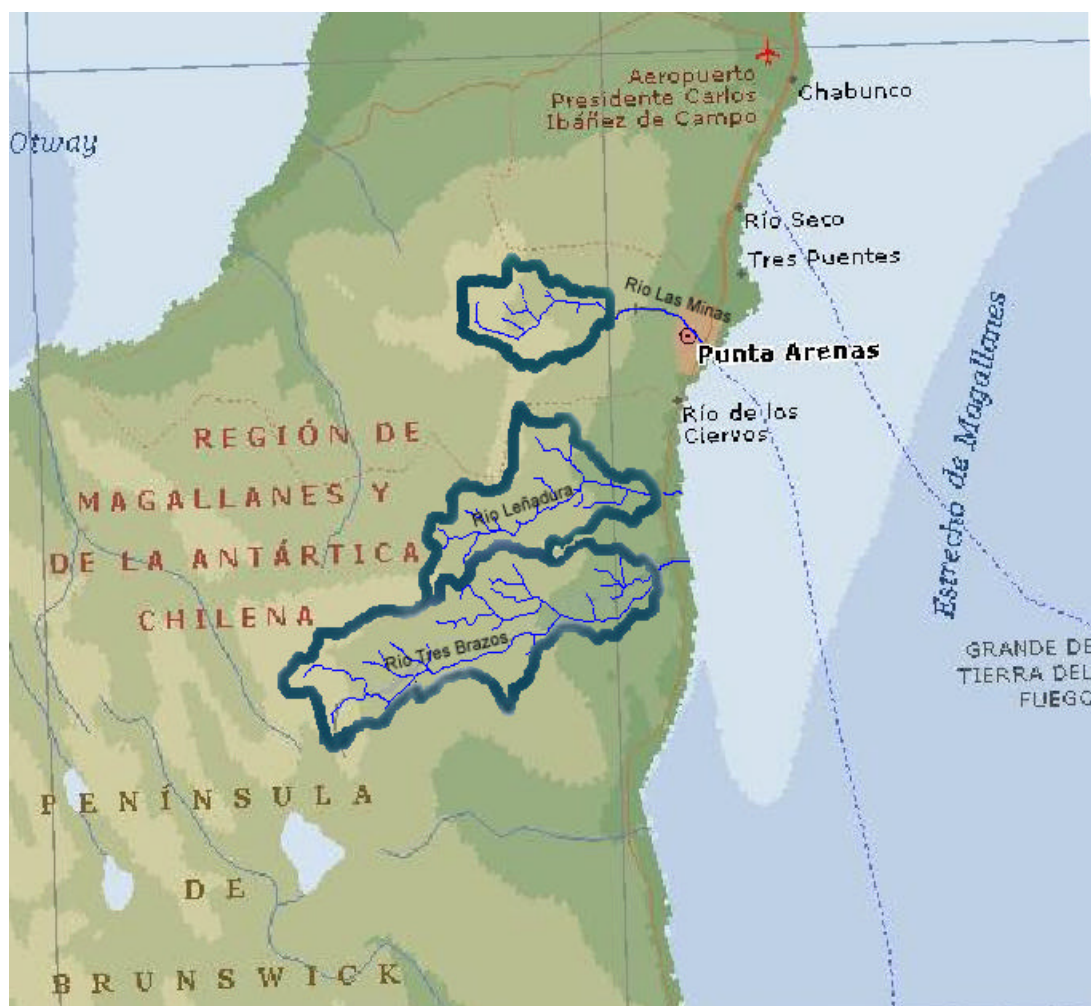 Aeropuerto
Presidente Carlos
Ibáñez de Campo
Chabunco
Otway
Río Seco
Tres Puentes
Río Las Minas
Punta Arenas
Río de los
Ciervos
Estrecho de Magallanes
REGIÓN DE
MAGALLANES Y
DE LA ANTÁRTICA
CHILENA
Río Leñadura
Río Tres Brazos
GRANDE DE
TIERRA DEL
FUEGO
PENÍNSULA
DE
BRUNSWICK